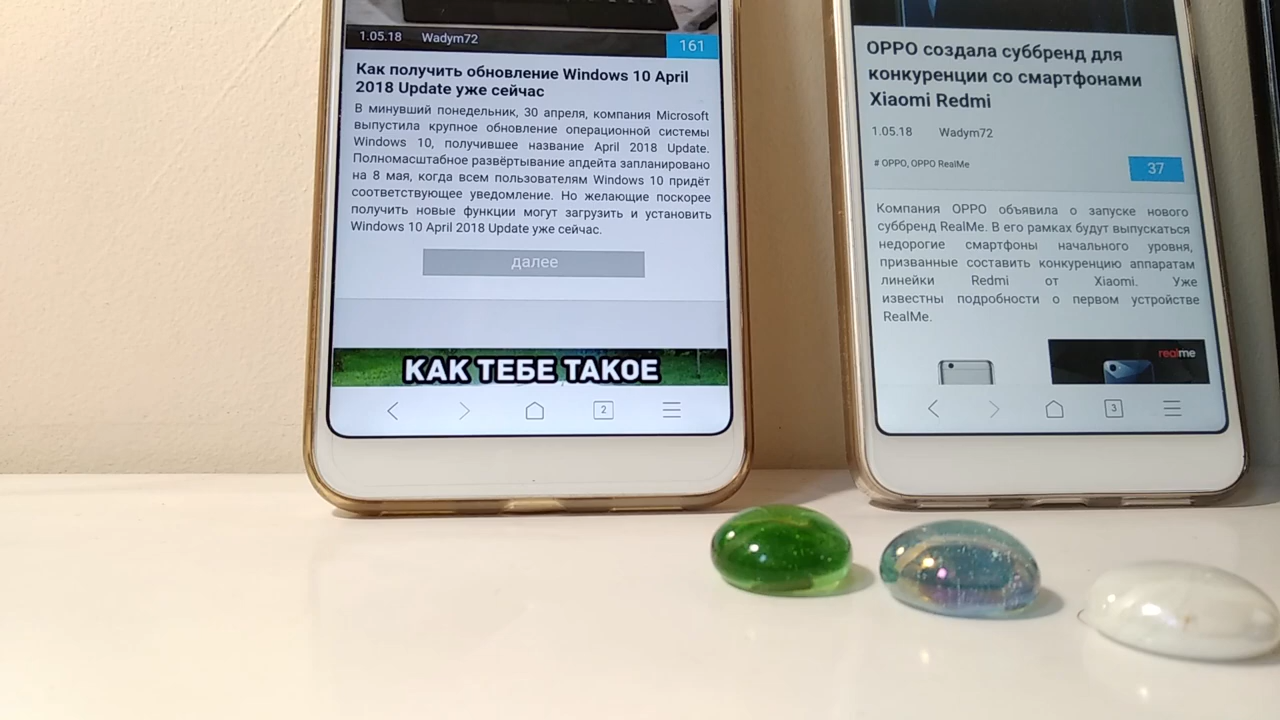 1.05.18 Wadym72
161
Как получить обновление Windows 10 April
2018 Update уже сейчас
В минувший понедельник, 30 апреля, компания Microsoft
выпустила крупное обновление операционной системы
Windows 10, получившее название April 2018 Update.
Полномасштабное развёртывание апдейта запланировано
на 8 мая, когда всем пользователям Windows 10 придёт
соответствующее уведомление. Но желающие поскорее
получить новые функции могут загрузить и установить
Windows 10 April 2018 Update уже сейчас.
далее
КАК ТЕБЕ ТАКОЕ
2
OPPO создала суббренд для
конкуренции со смартфонами
Xiaomi Redmi
1.05.18 Wadym72
# OPPO, OPPO RealMe
37
Компания OPPO объявила о запуске нового
суббренд RealMe. В его рамках будут выпускаться
недорогие смартфоны начального уровня,
призванные составить конкуренцию аппаратам
линейки Redmi от Xiaomi. Уже
известны подробности о первом устройстве
RealMe.
realme
3